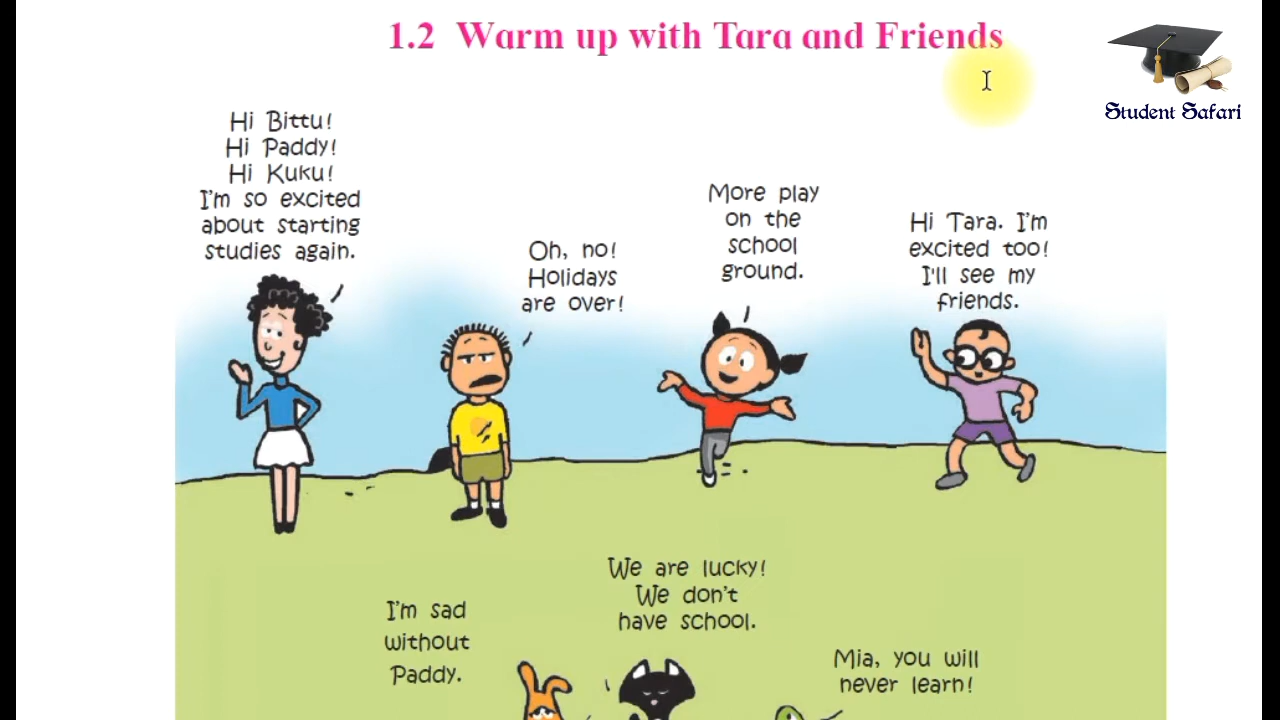 1.2 Warm up with Tara and Friends
Student Safari
Hi Bittu!
Hi Paddy!
Hi Kuku!
I'm so excited
about starting
studies again.
Oh, no!
Holidays
are over!
More play
on the
school
ground.
Hi Tara. I'm
excited too!
I'll see my
friends.
I'm sad
without
Paddy.
We are lucky!
We don't
have school.
Mia, you will
never learn!